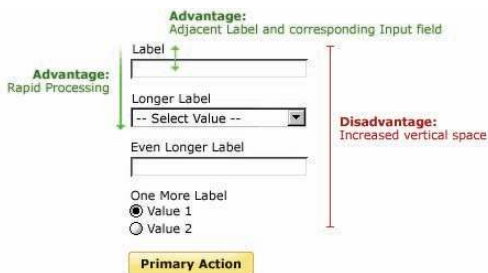 Advantage:
Adjacent Label and corresponding Input field
Label
Advantage:
Rapid Processing
Longer Label
-- Select Value --
Disadvantage:
Increased vertical space
Even Longer Label
One More Label
Value 1
Value 2
Primary Action